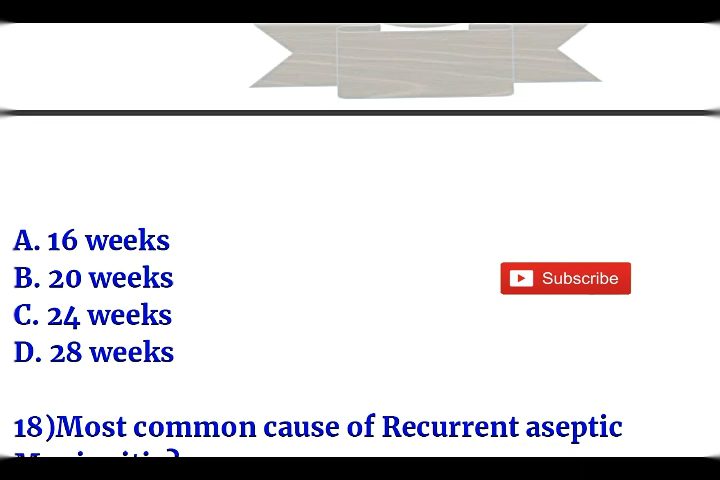 A. 16 weeks
B. 20 weeks
Subscribe
C. 24 weeks
D. 28 weeks
18)Most common cause of Recurrent aseptic